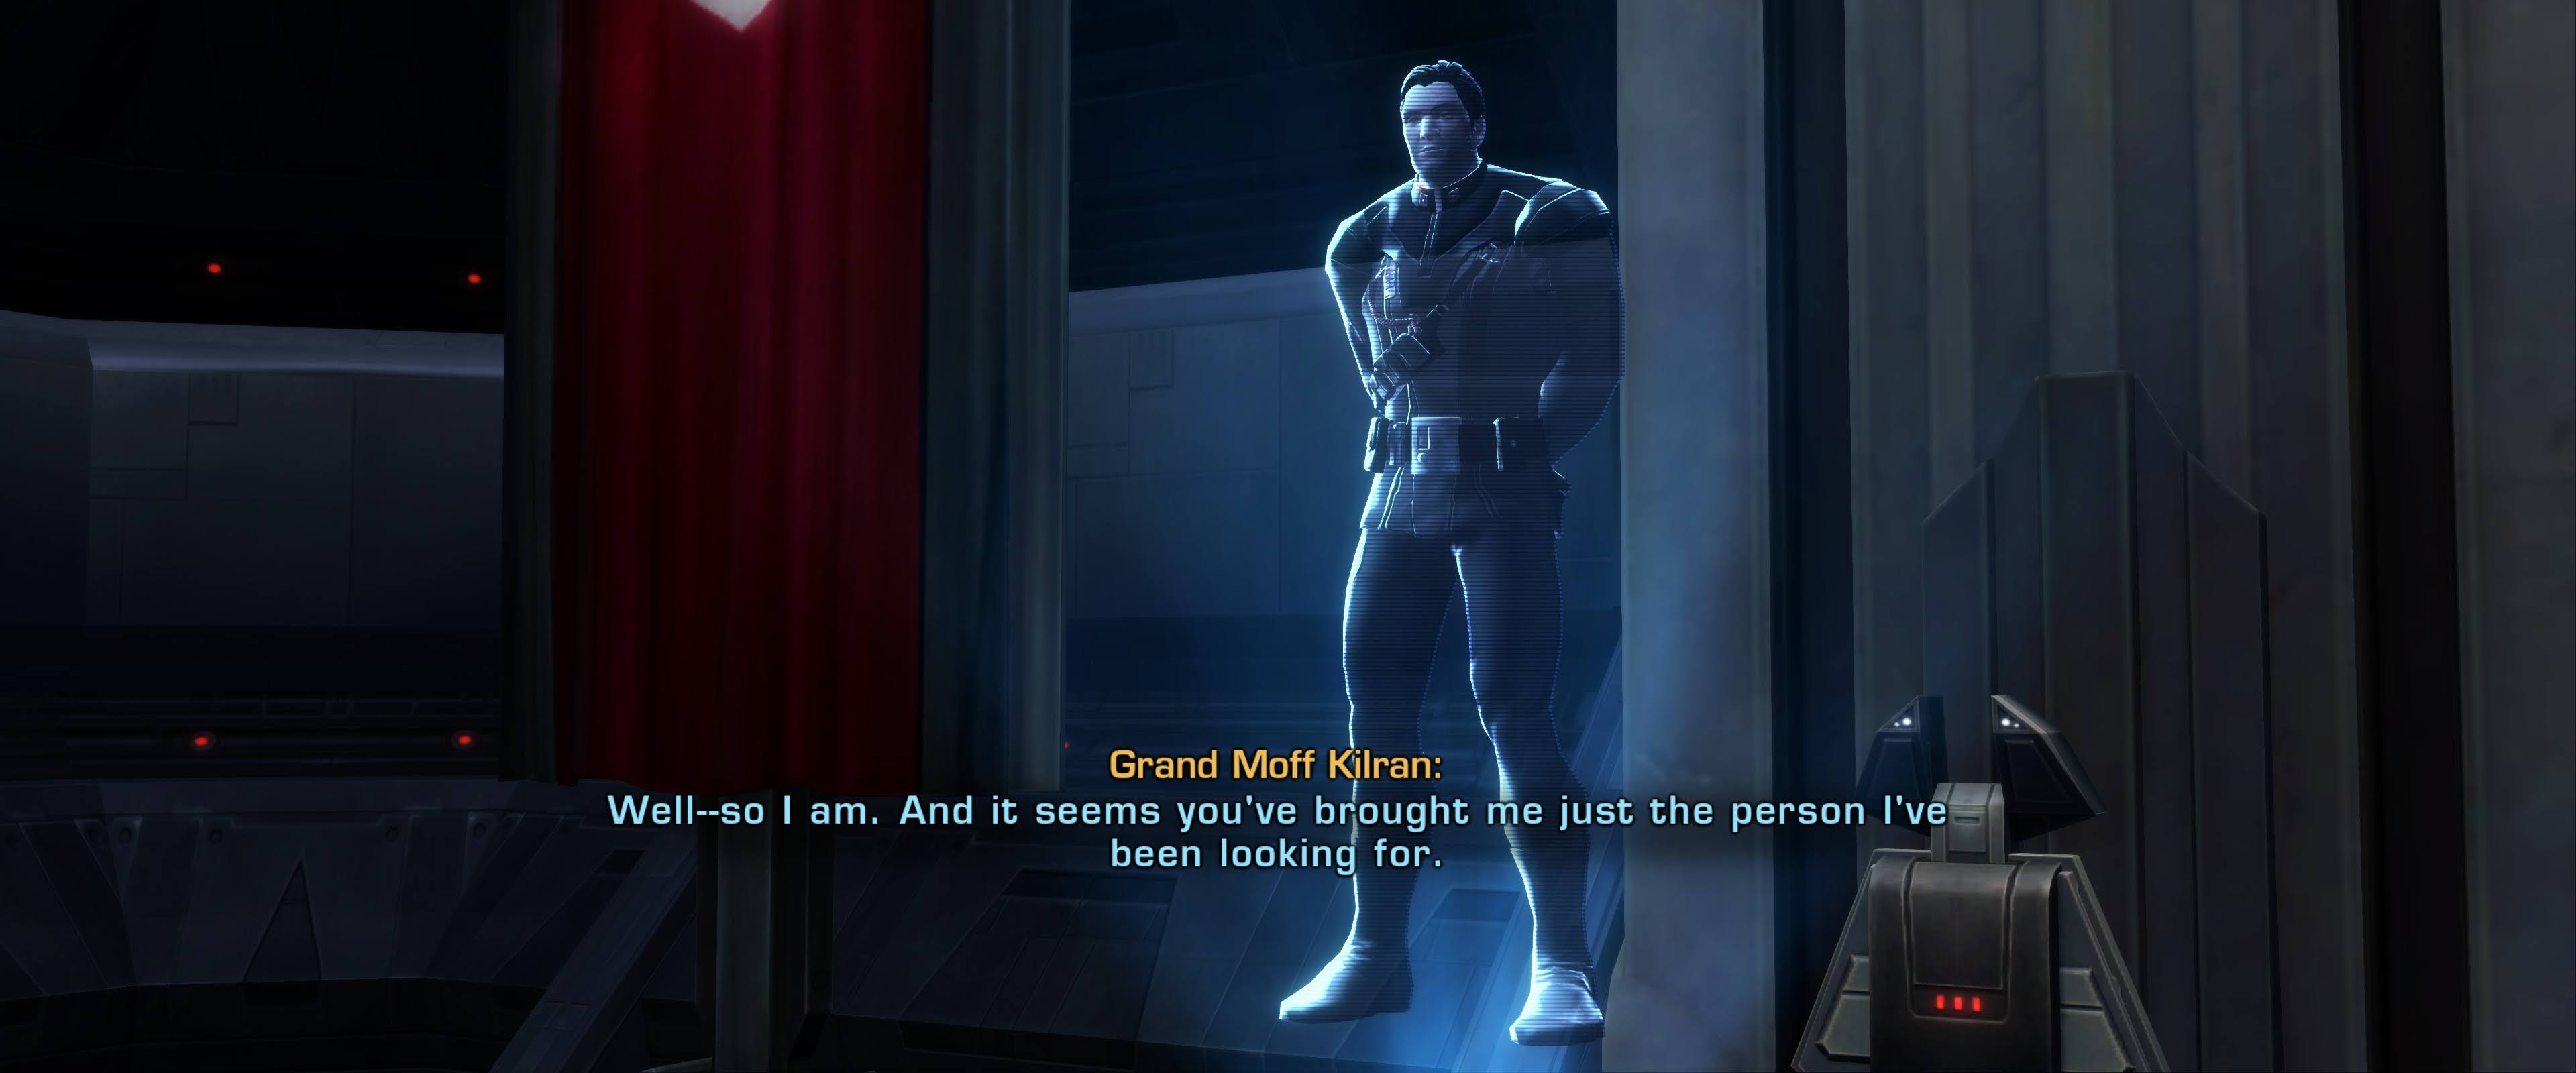 Grand Moff Kilran:
Well--so I am. And it seems you've brought me just the person I've
been looking for.